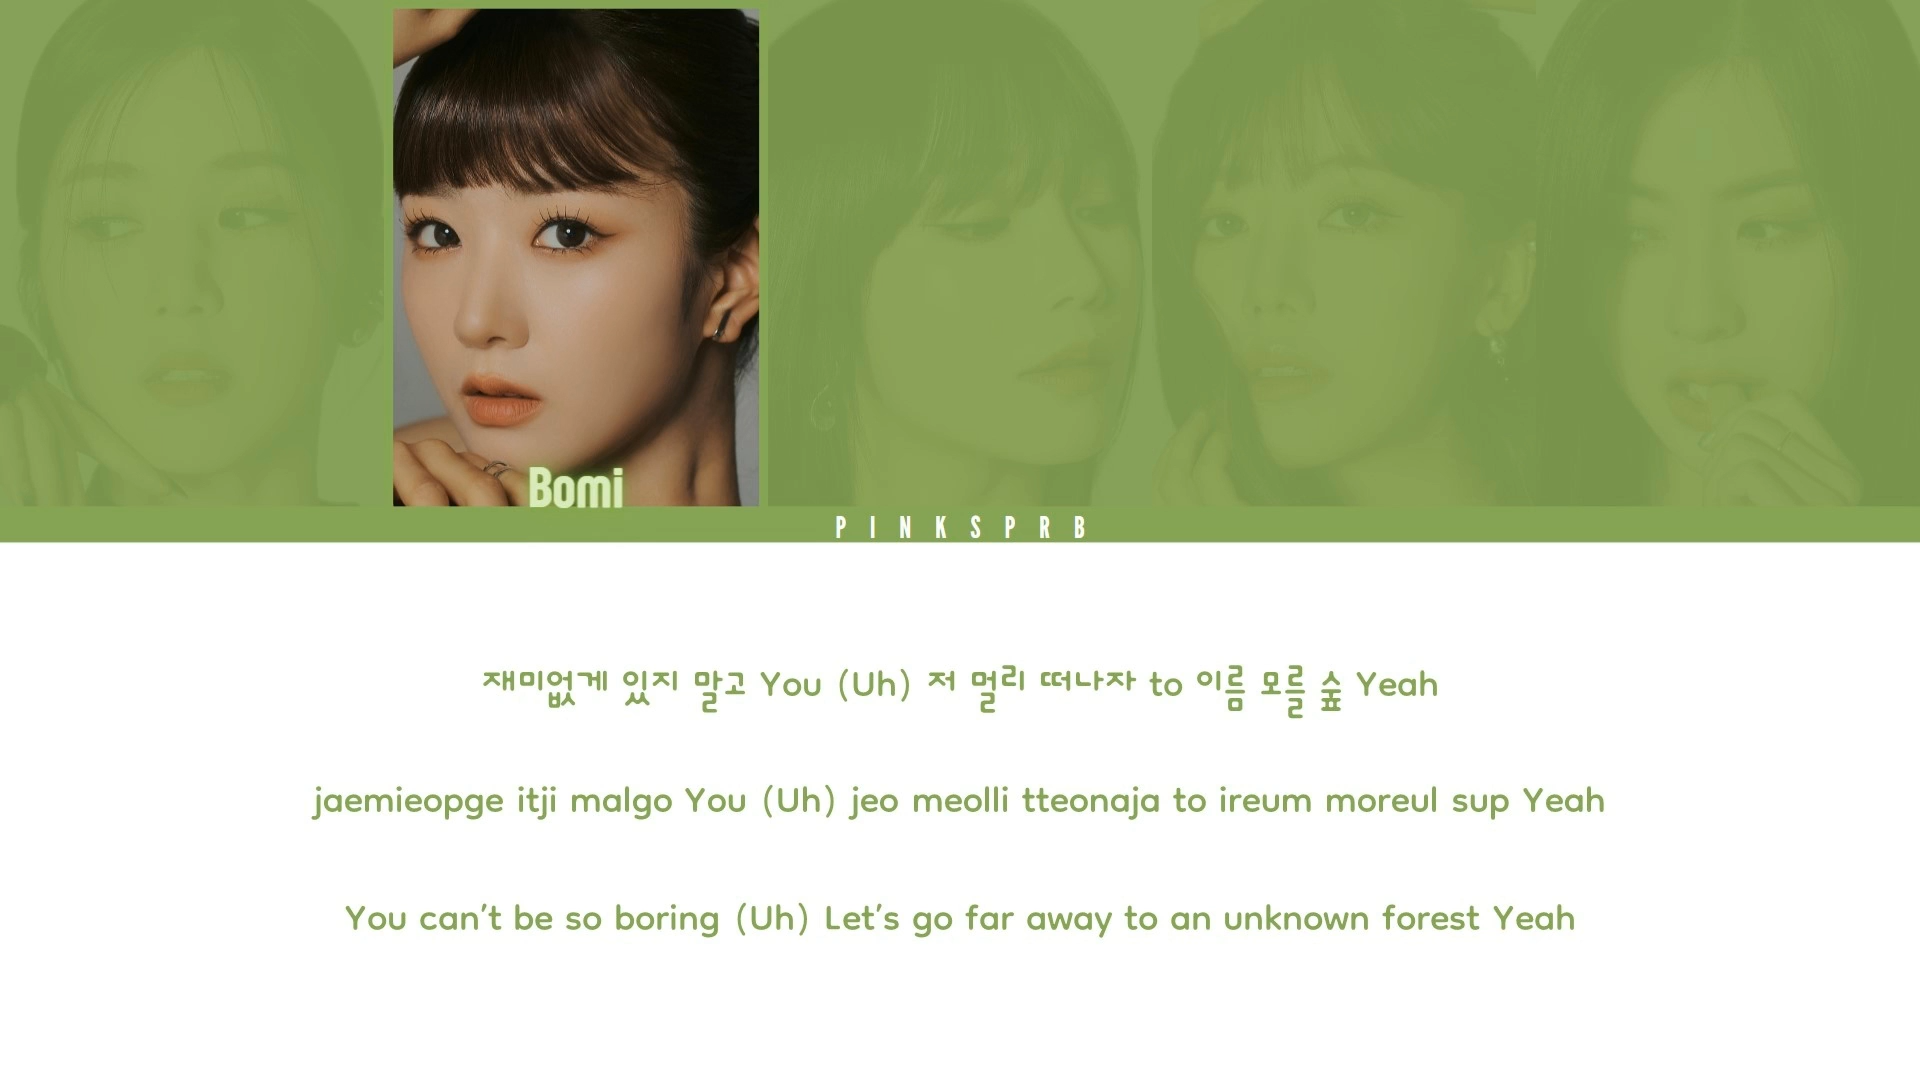 Bomi
PINKSPRB
재미없게 있지 말고 You (Uh) 저 멀리 떠나자 to 이름 모를 숲 Yeah
jaemieopge itji malgo You (Uh) jeo meolli tteonaja to ireum moreul sup Yeah
You can't be so boring (Uh) Let's go far away to an unknown forest Yeah